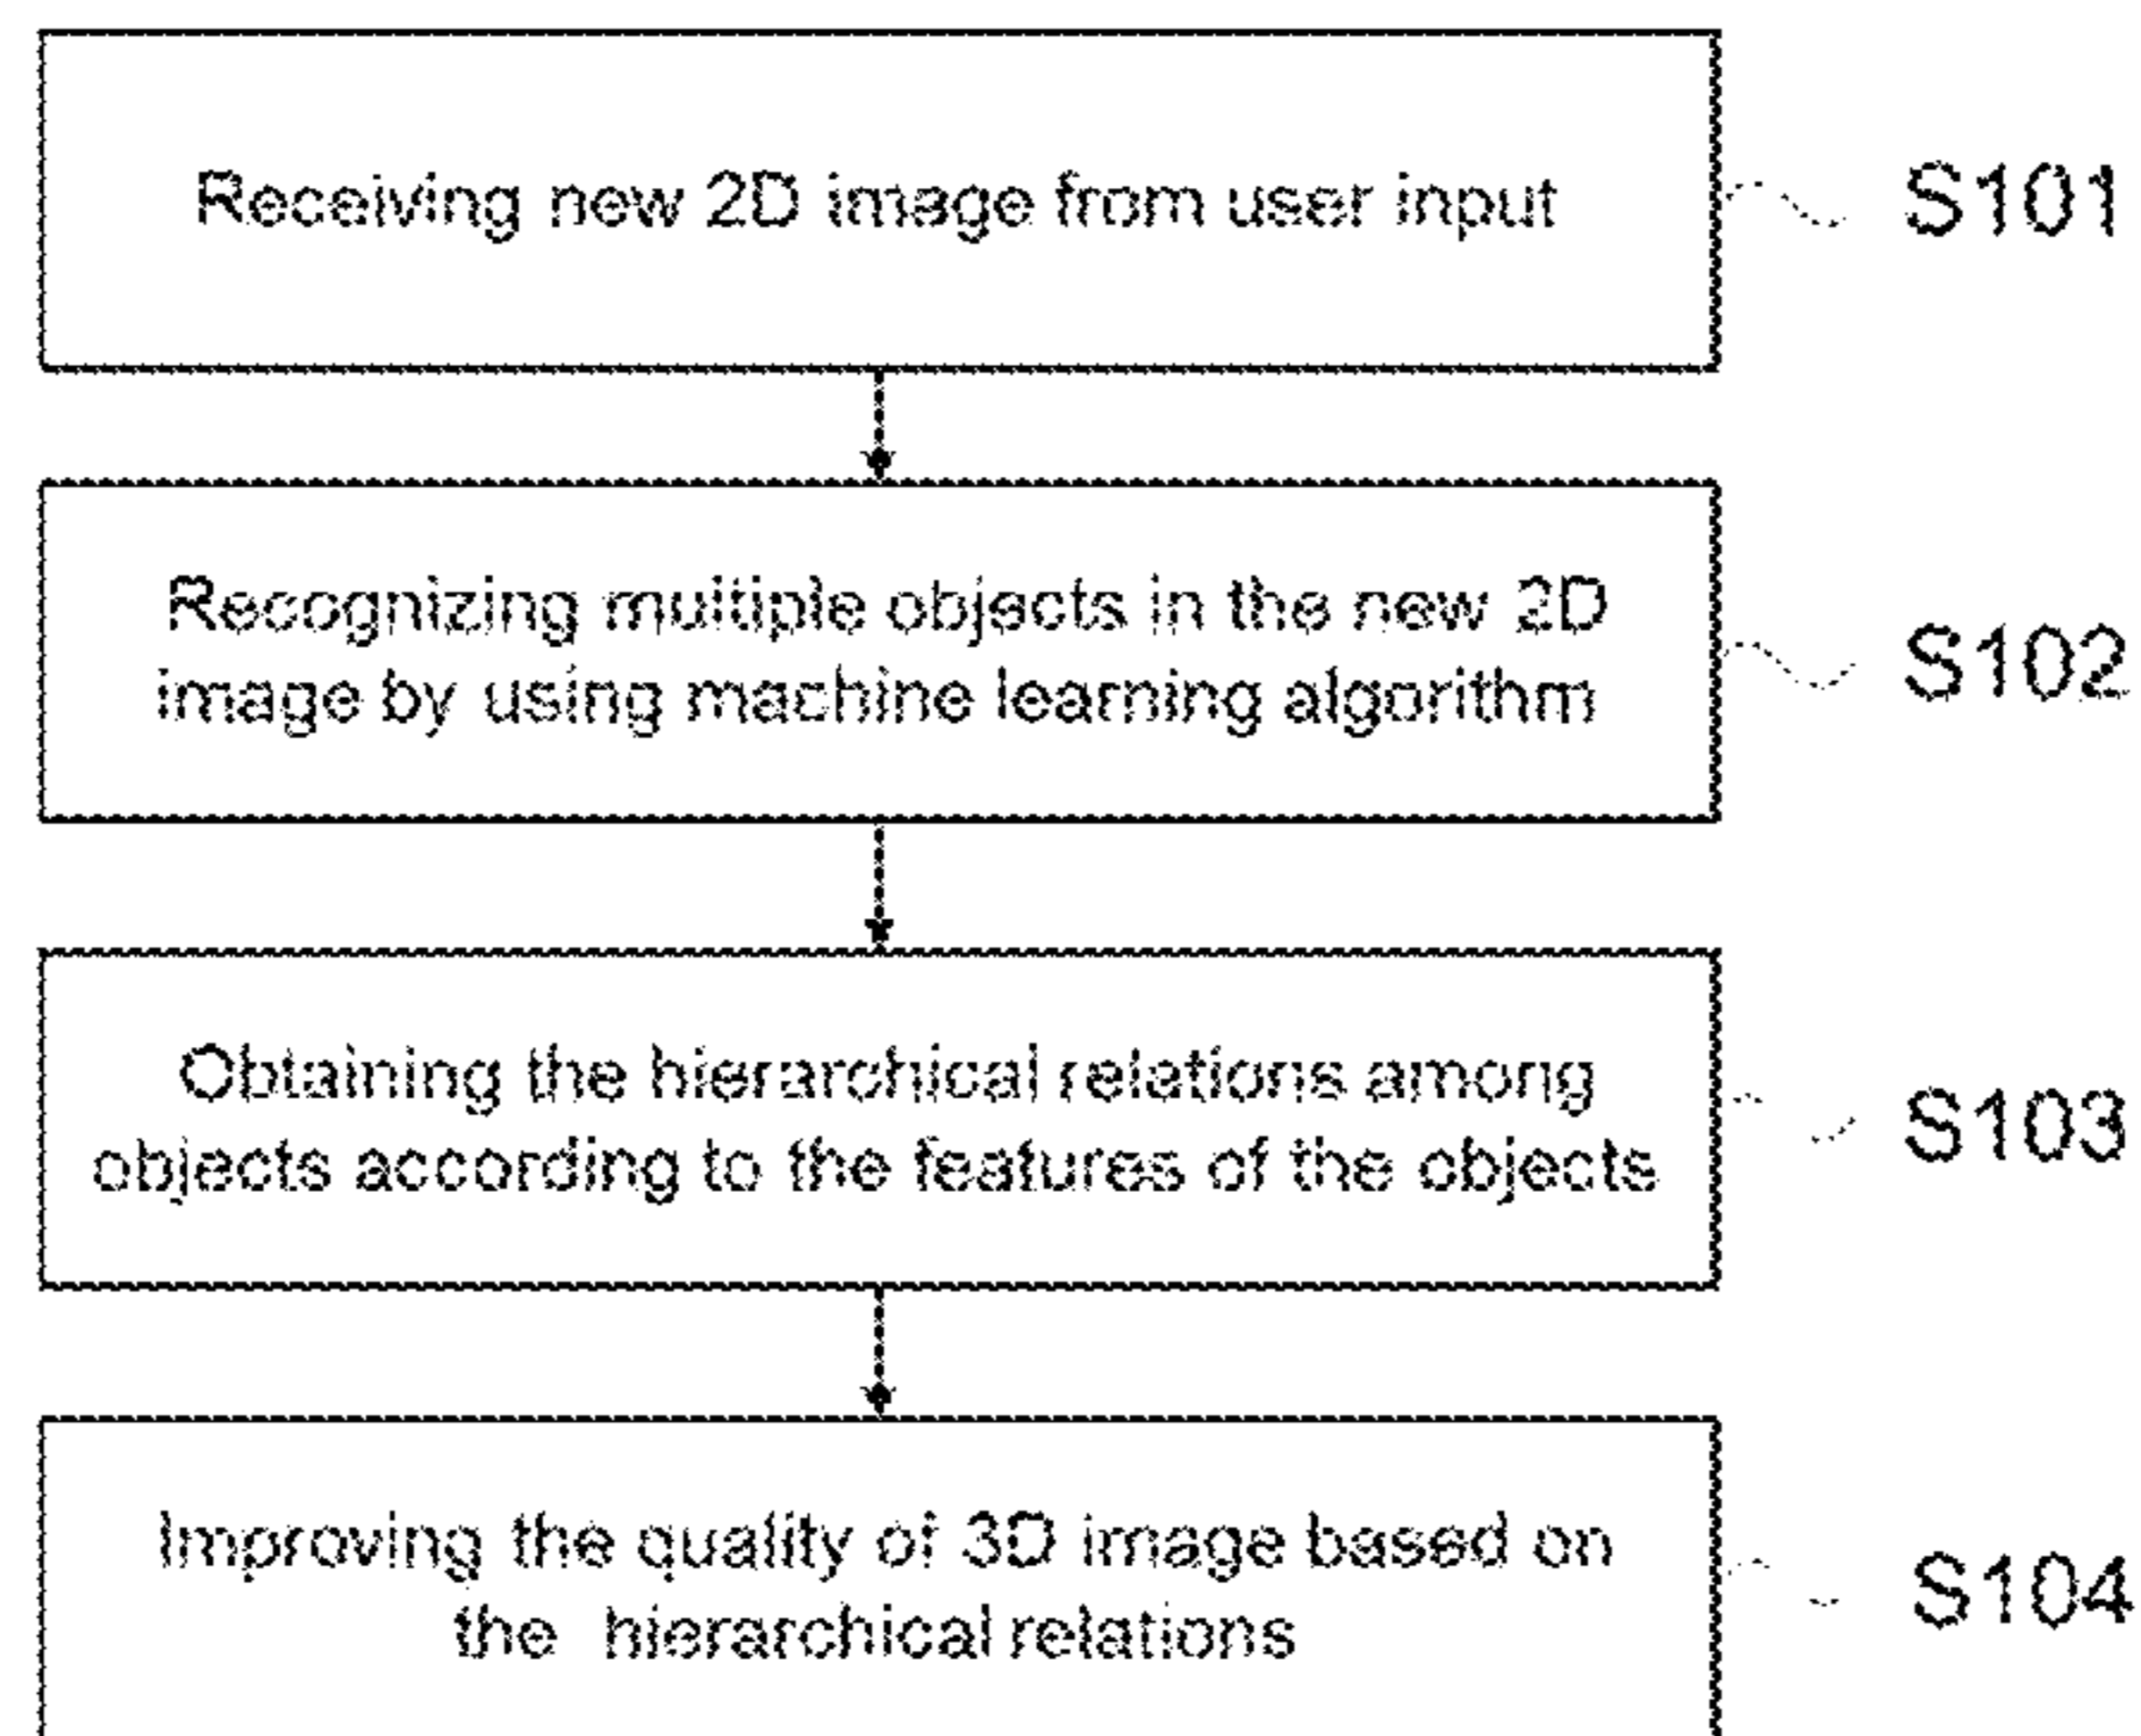 Receiving new 2D image from user input
S101
Recognizing multiple objects in the new 2D
image by using machine learning algorithm
S102
Obtaining the hierarchical relations among
objects according to the features of the objects
S103
Improving the quality of 3D image based on
the hierarchical relations
S104